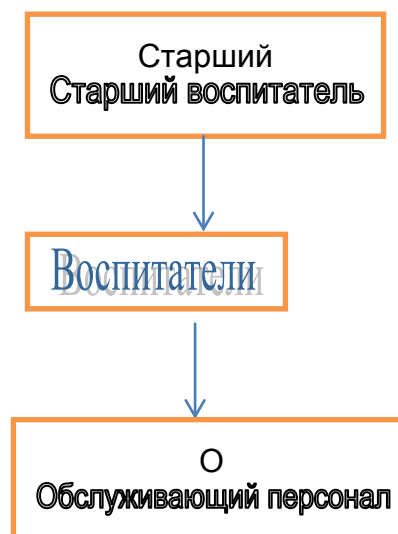 Старший
Старший воспитатель
Воспитатели
О
Обслуживающий персонал